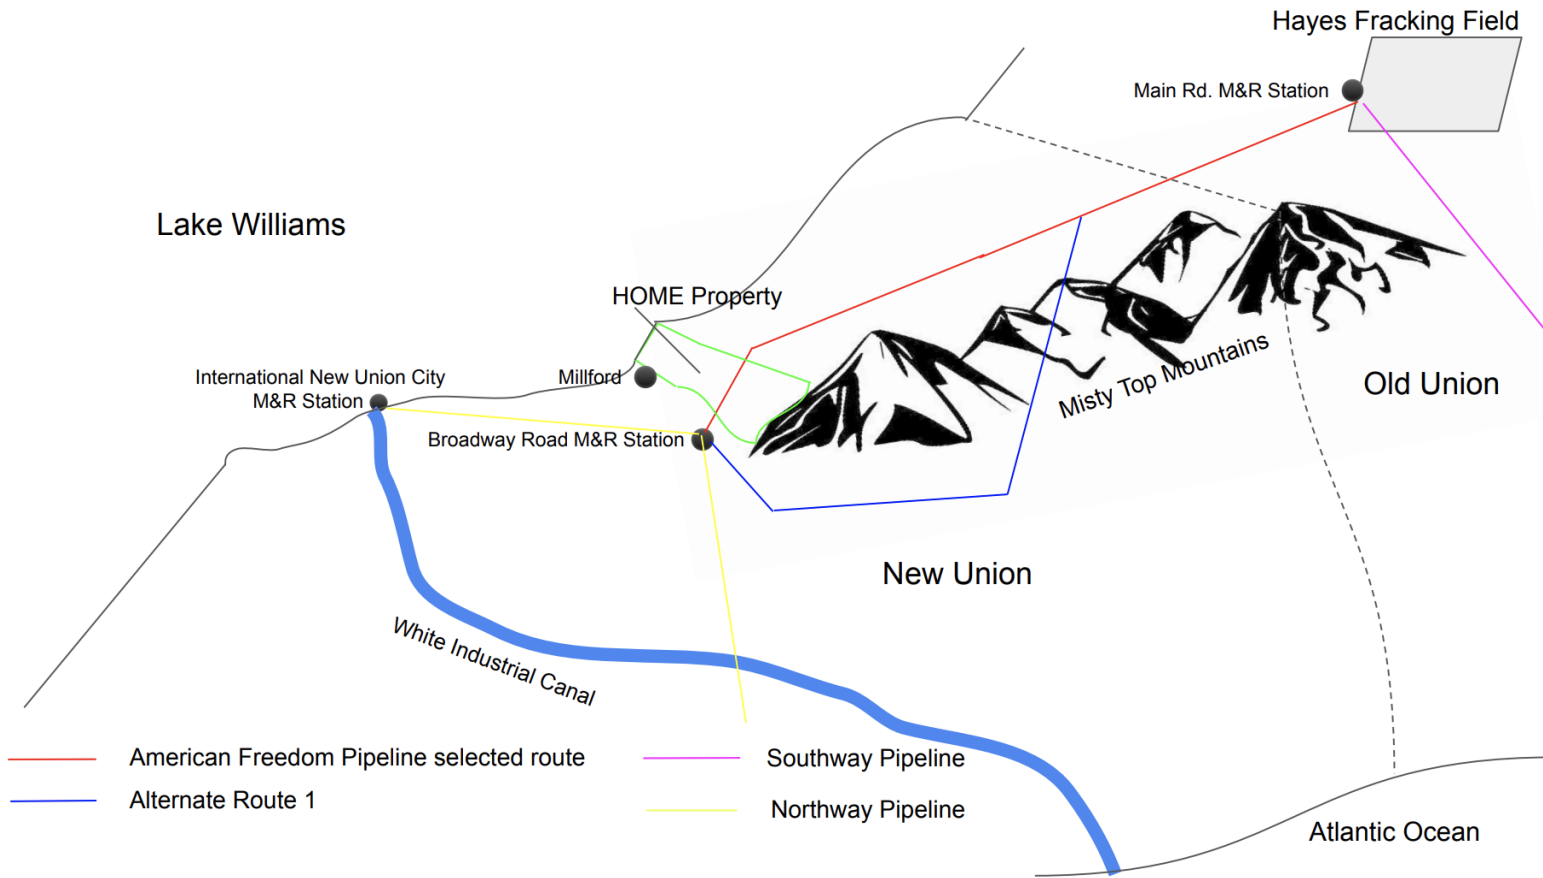 Hayes Fracking Field
Main Rd. M&R Station
Lake Williams
HOME Property
Millford
International New Union City
M&R Station
Broadway Road M&R Station
Misty Top Mountains
Old Union
New Union
White Industrial Canal
American Freedom Pipeline selected route
Southway Pipeline
Alternate Route 1
Northway Pipeline
Atlantic Ocean